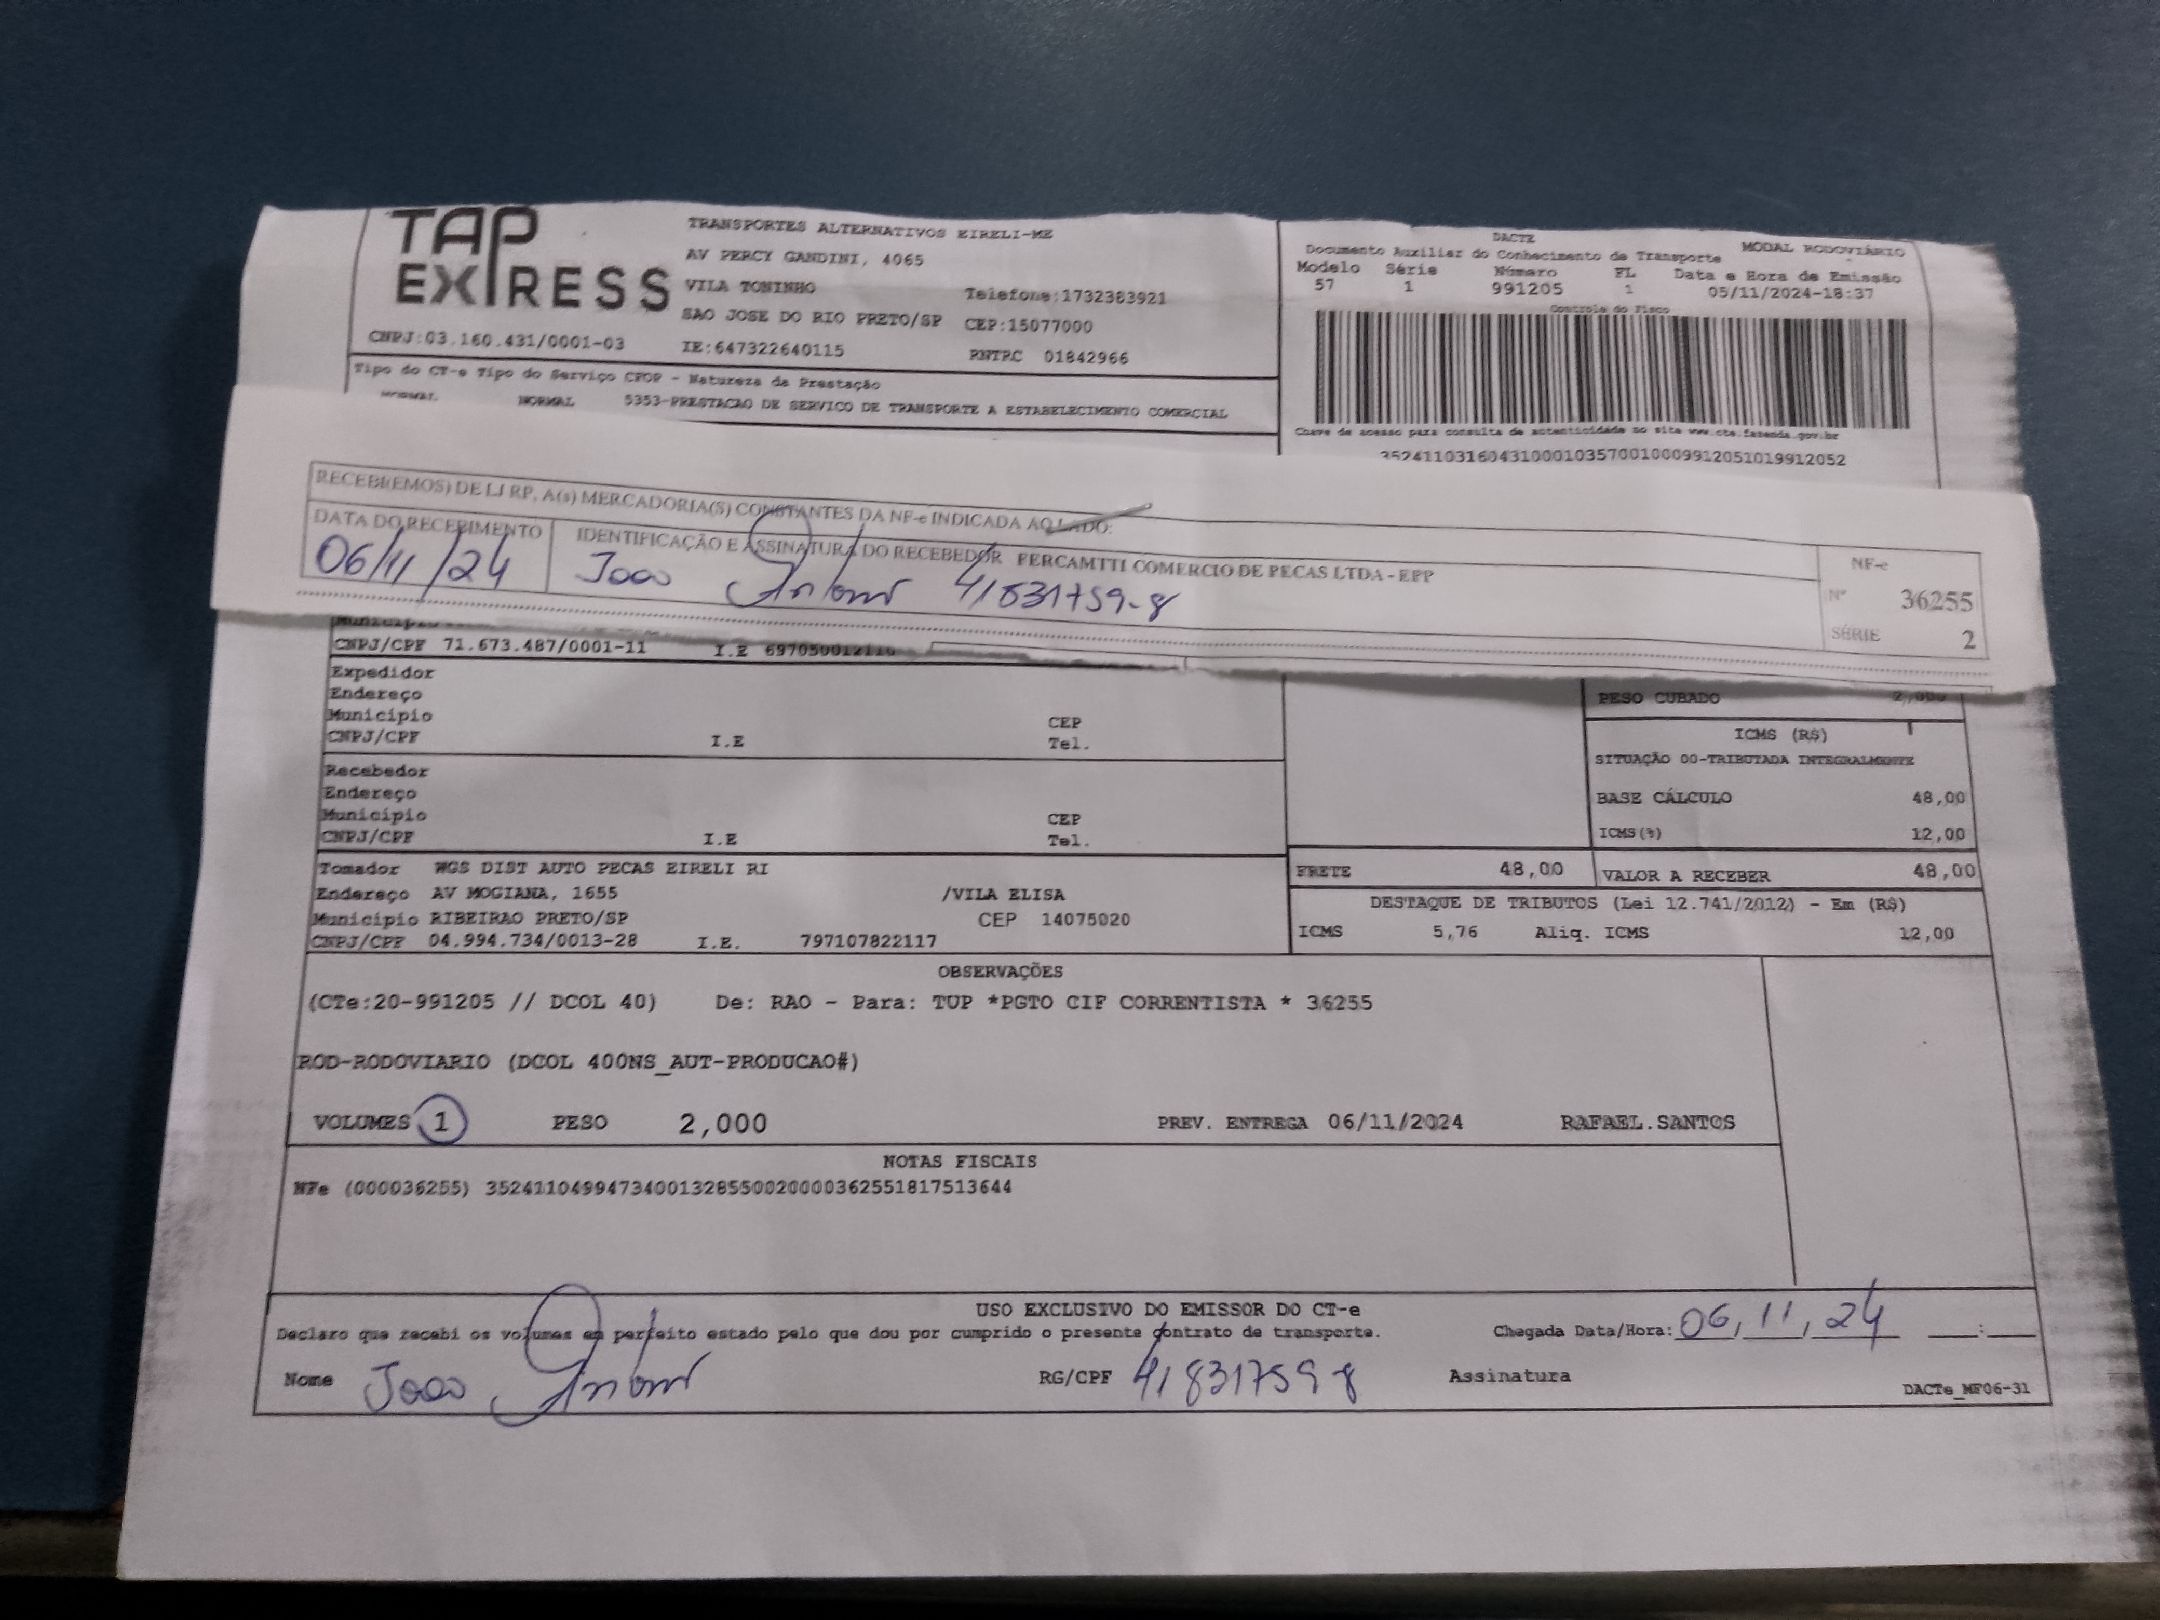 TAP EXPRESS
TRANSPORTES ALTERNATIVOS EIRELI-ME
AV PERCY GANDINI, 4065
VILA TONINHO Telefone:1732383921
SAO JOSE DO RIO PRETO/SP CEP:15077000
CNPJ:03.160.431/0001-03 IE:647322640115 RNTRC 01842966
Tipo do CT-e Tipo do Serviço CFOP - Natureza da Prestação
NORMAL NORMAL 5353-PRESTACAO DE SERVICO DE TRANSPORTE A ESTABELECIMENTO COMERCIAL
DACTE
Documento Auxiliar do Conhecimento de Transporte MODAL RODOVIÁRIO
Modelo Série Número FL Data e Hora de Emissão
57 1 991205 1 05/11/2024-18:37
Controle do Fisco
Chave de acesso para consulta de autenticidade no site www.cte.fazenda.gov.br
35241103160431000103570010009912051019912052
RECEBI(EMOS) DE LJ RP, A(s) MERCADORIA(S) CONSTANTES DA NF-e INDICADA AO LADO:
DATA DO RECEBIMENTO IDENTIFICAÇÃO E ASSINATURA DO RECEBEDOR FERCAMTTI COMERCIO DE PECAS LTDA - EPP
06/11/24 Joao Antoni 41831759-8
NF-e
Nº 36255
SÉRIE 2
Município
CNPJ/CPF 71.673.487/0001-11 I.E 697050012110
Expedidor
Endereço
Município CEP
CNPJ/CPF I.E Tel.
Recebedor
Endereço
Município CEP
CNPJ/CPF I.E Tel.
PESO CUBADO 2,000
ICMS (R$)
SITUAÇÃO 00-TRIBUTADA INTEGRALMENTE
BASE CÁLCULO 48,00
ICMS(%) 12,00
FRETE 48,00 VALOR A RECEBER 48,00
Tomador WGS DIST AUTO PECAS EIRELI RI
Endereço AV MOGIANA, 1655 /VILA ELISA
Município RIBEIRAO PRETO/SP CEP 14075020
CNPJ/CPF 04.994.734/0013-28 I.E. 797107822117
DESTAQUE DE TRIBUTOS (Lei 12.741/2012) - Em (R$)
ICMS 5,76 Aliq. ICMS 12,00
OBSERVAÇÕES
(CTe:20-991205 // DCOL 40) De: RAO - Para: TUP *PGTO CIF CORRENTISTA * 36255
ROD-RODOVIARIO (DCOL 400NS_AUT-PRODUCAO#)
VOLUMES 1 PESO 2,000 PREV. ENTREGA 06/11/2024 RAFAEL.SANTOS
NOTAS FISCAIS
NFe (000036255) 35241104994734001328550020000362551817513644
USO EXCLUSIVO DO EMISSOR DO CT-e
Declaro que recebi os volumes em perfeito estado pelo que dou por cumprido o presente contrato de transporte. Chegada Data/Hora: 06,11,24 ___:___
Nome Joao Antoni RG/CPF 41831759-8 Assinatura
DACTe_MF06-31